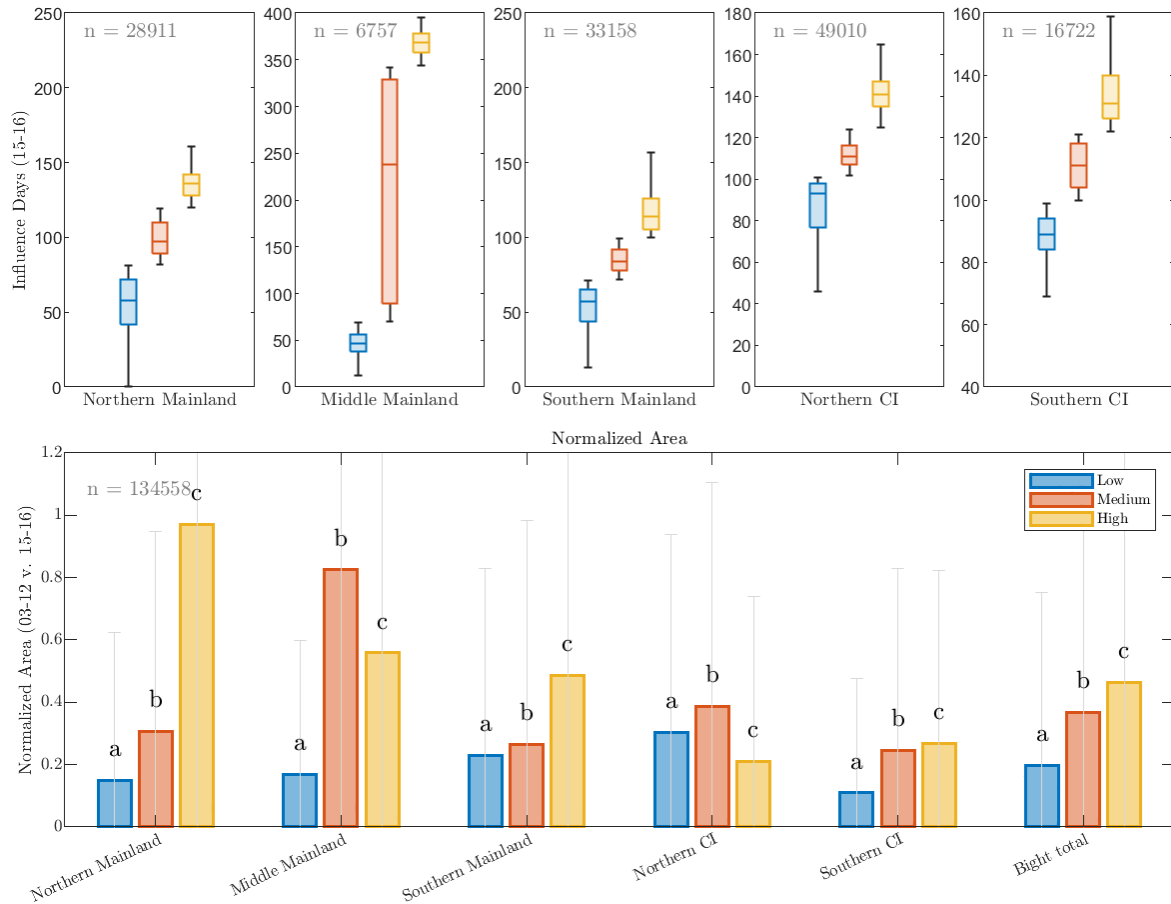 n = 28911
n = 6757
n = 33158
n = 49010
n = 16722
Influence Days (15-16)
250
200
150
100
50
0
400
350
300
250
200
150
100
50
0
250
200
150
100
50
0
180
160
140
120
100
80
60
40
20
0
160
140
120
100
80
60
40
Northern Mainland
Middle Mainland
Southern Mainland
Northern CI
Southern CI
Normalized Area
Normalized Area (03-12 v. 15-16)
1.2
1
0.8
0.6
0.4
0.2
0
n = 134558
a
b
c
a
b
c
a
b
c
a
b
c
a
b
c
a
b
c
Low
Medium
High
Northern Mainland
Middle Mainland
Southern Mainland
Northern CI
Southern CI
Bight total